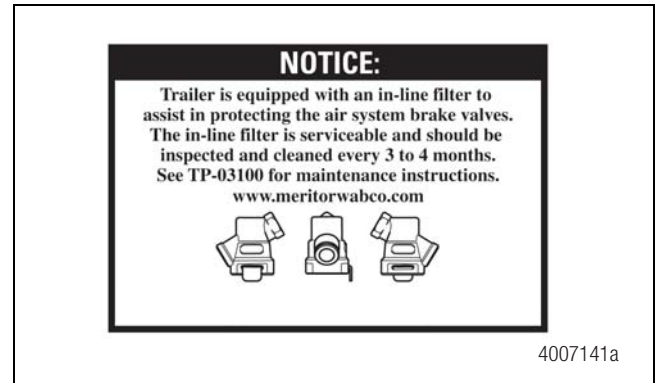 NOTICE:
Trailer is equipped with an in-line filter to
assist in protecting the air system brake valves.
The in-line filter is serviceable and should be
inspected and cleaned every 3 to 4 months.
See TP-03100 for maintenance instructions.
www.meritorwabco.com
4007141a